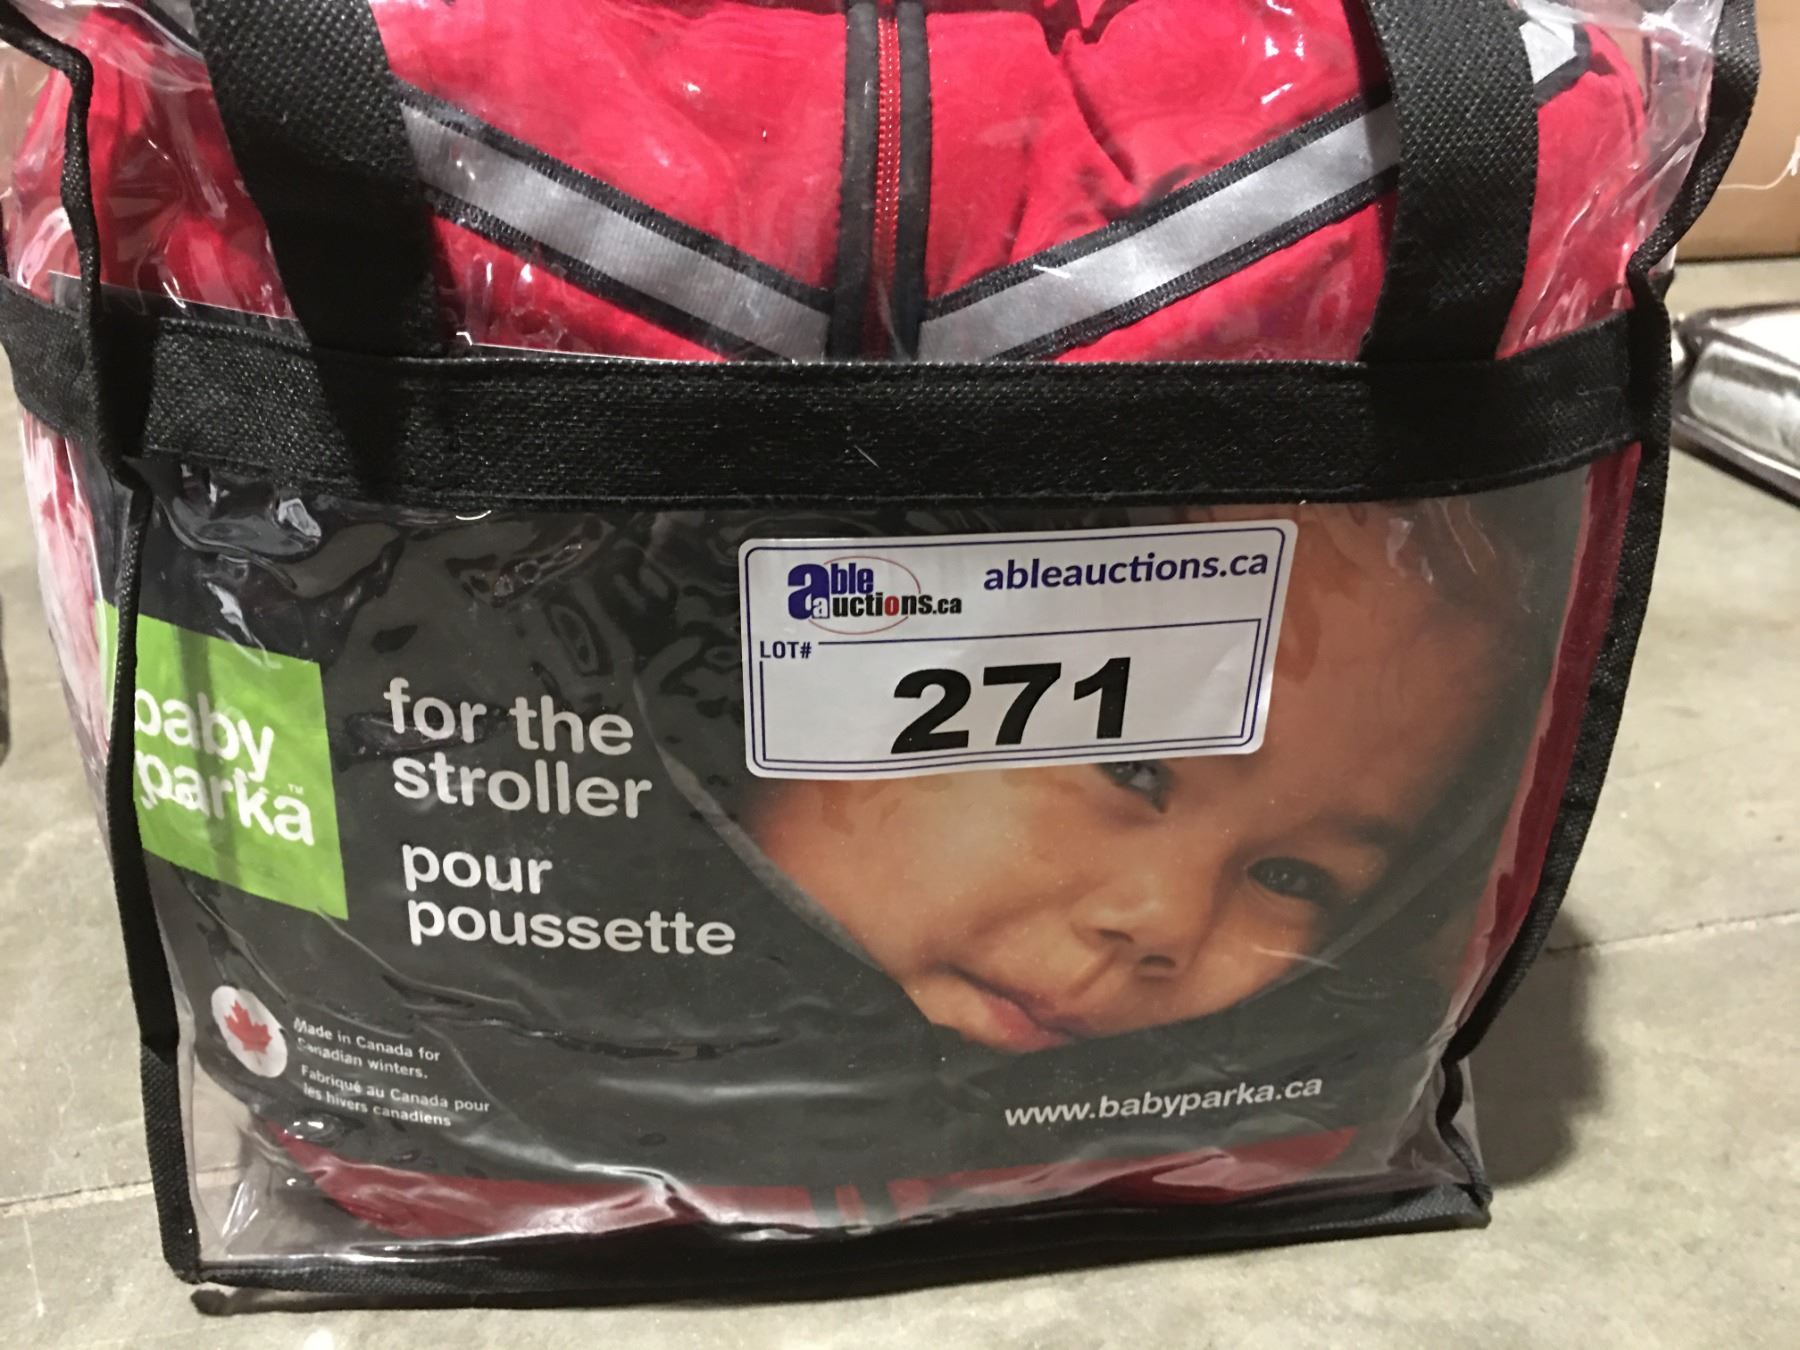 able
auctions.ca
ableauctions.ca
LOT#
271
baby
parka™
for the
stroller
pour
poussette
Made in Canada for
Canadian winters.
Fabriqué au Canada pour
les hivers canadiens
www.babyparka.ca